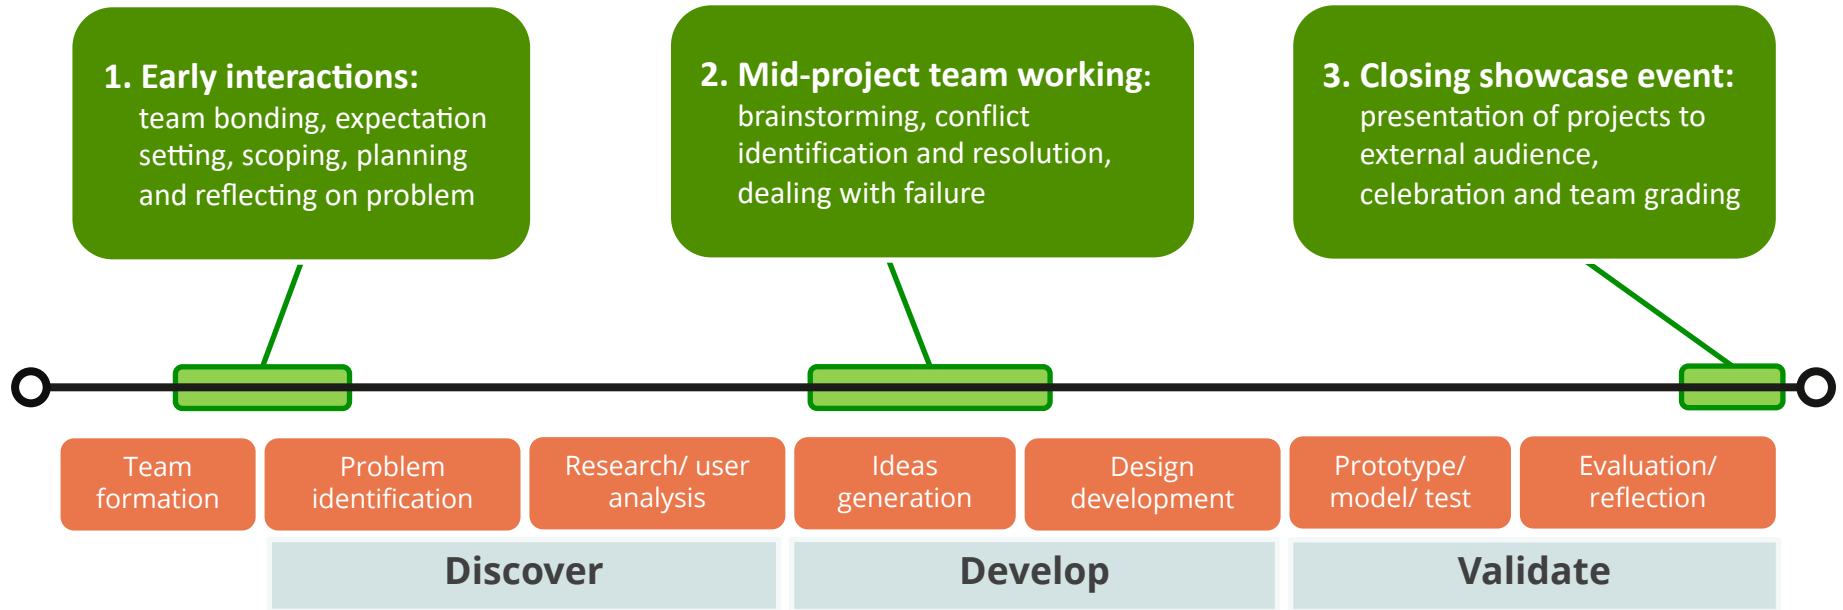 1. Early interactions:
team bonding, expectation
setting, scoping, planning
and reflecting on problem
2. Mid-project team working:
brainstorming, conflict
identification and resolution,
dealing with failure
3. Closing showcase event:
presentation of projects to
external audience,
celebration and team grading
Team
formation
Problem
identification
Research/ user
analysis
Ideas
generation
Design
development
Prototype/
model/ test
Evaluation/
reflection
Discover
Develop
Validate